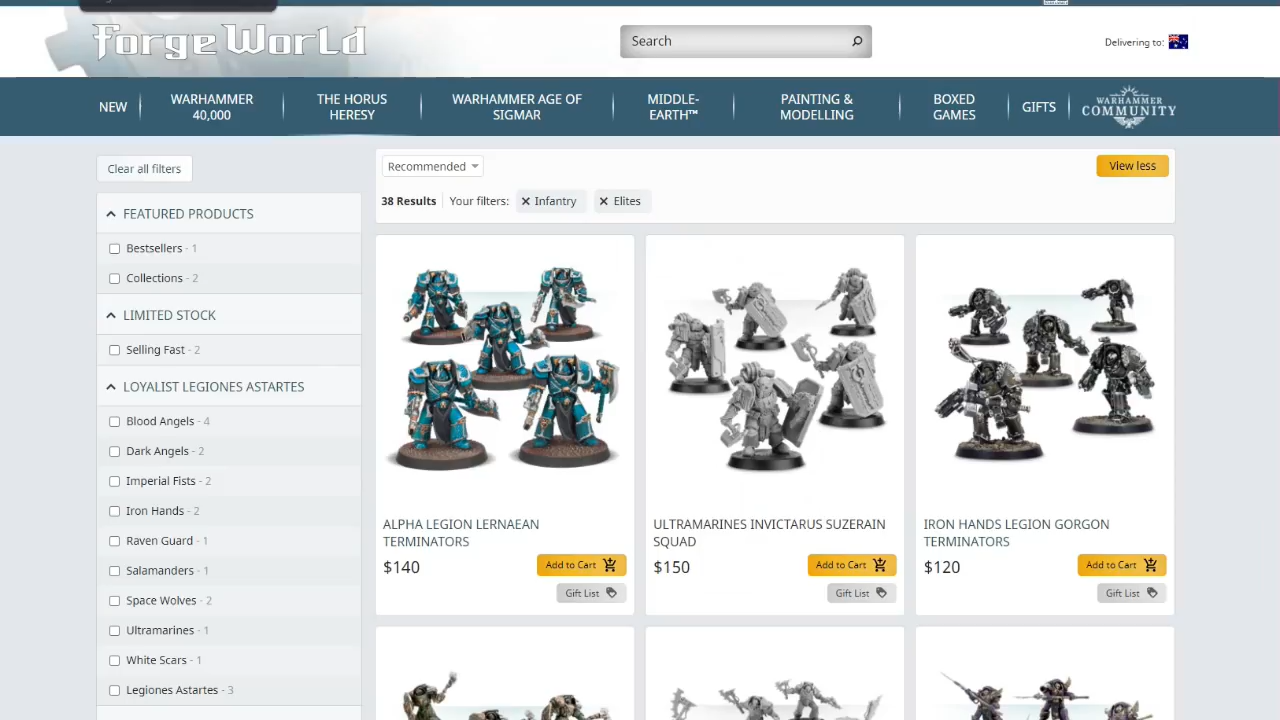 Forge World
Search
Delivering to:
NEW
WARHAMMER
40,000
THE HORUS
HERESY
WARHAMMER AGE OF
SIGMAR
MIDDLE-
EARTH™
PAINTING &
MODELLING
BOXED
GAMES
GIFTS
WARHAMMER
COMMUNITY
Clear all filters
FEATURED PRODUCTS
Bestsellers - 1
Collections - 2
LIMITED STOCK
Selling Fast - 2
LOYALIST LEGIONES ASTARTES
Blood Angels - 4
Dark Angels - 2
Imperial Fists - 2
Iron Hands - 2
Raven Guard - 1
Salamanders - 1
Space Wolves - 2
Ultramarines - 1
White Scars - 1
Legiones Astartes - 3
Recommended
View less
38 Results
Your filters:
Infantry
Elites
ALPHA LEGION LERNAEAN
TERMINATORS
$140
Add to Cart
Gift List
ULTRAMARINES INVICTARUS SUZERAIN
SQUAD
$150
Add to Cart
Gift List
IRON HANDS LEGION GORGON
TERMINATORS
$120
Add to Cart
Gift List